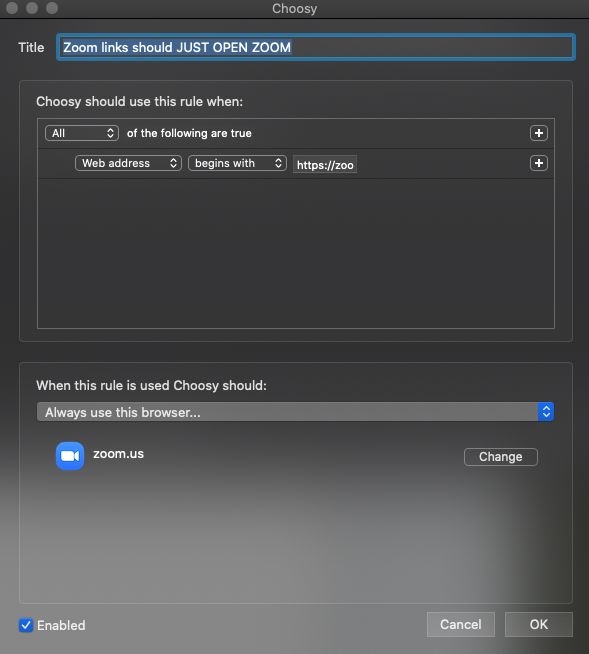 Choosy
Title Zoom links should JUST OPEN ZOOM
Choosy should use this rule when:
All of the following are true +
Web address begins with https://zoo +
When this rule is used Choosy should:
Always use this browser...
zoom.us Change
Enabled Cancel OK